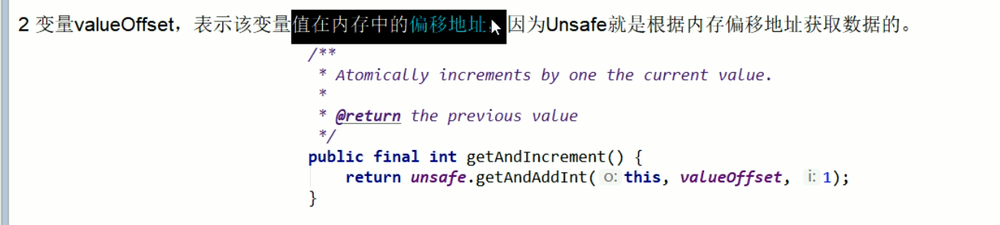 2 变量valueOffset，表示该变量值在内存中的偏移地址，因为Unsafe就是根据内存偏移地址获取数据的。
/**
 * Atomically increments by one the current value.
 *
 * @return the previous value
 */
public final int getAndIncrement() {
    return unsafe.getAndAddInt( o: this, valueOffset, i: 1);
}